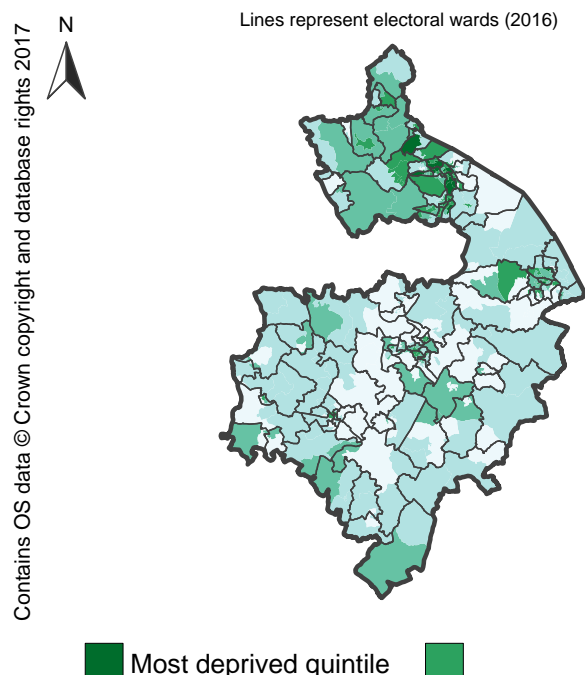 Lines represent electoral wards (2016)
N
Contains OS data © Crown copyright and database rights 2017
Most deprived quintile